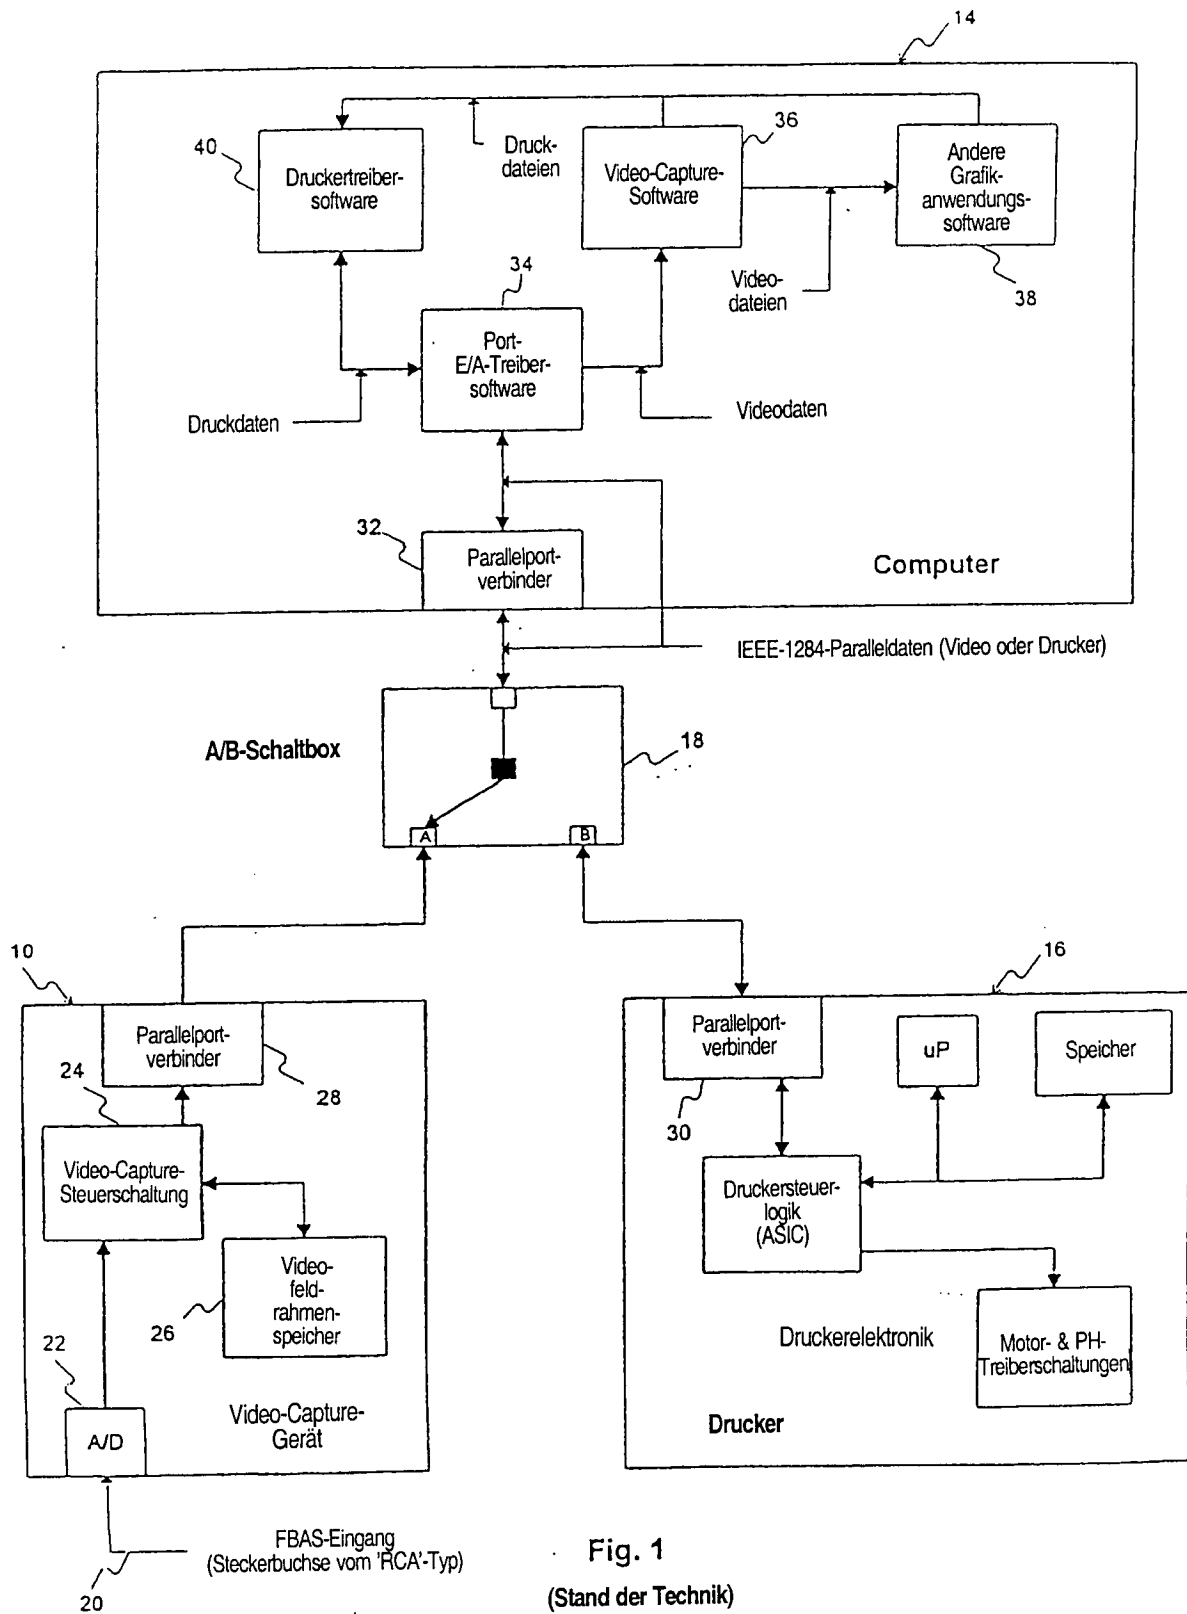 14
40
Druckertreiber-
software
Druck-
dateien
36
Video-Capture-
Software
Andere
Grafik-
anwendungs-
software
38
Video-
dateien
34
Port-
E/A-Treiber-
software
Druckdaten
Videodaten
32
Parallelport-
verbinder
Computer
IEEE-1284-Paralleldaten (Video oder Drucker)
A/B-Schaltbox
18
A
B
10
Parallelport-
verbinder
28
24
Video-Capture-
Steuerschaltung
Video-
feld-
rahmen-
speicher
26
22
A/D
Video-Capture-
Gerät
16
Parallelport-
verbinder
30
uP
Speicher
Druckersteuer-
logik
(ASIC)
Druckerelektronik
Motor- & PH-
Treiberschaltungen
Drucker
FBAS-Eingang
(Steckerbuchse vom 'RCA'-Typ)
20
Fig. 1
(Stand der Technik)